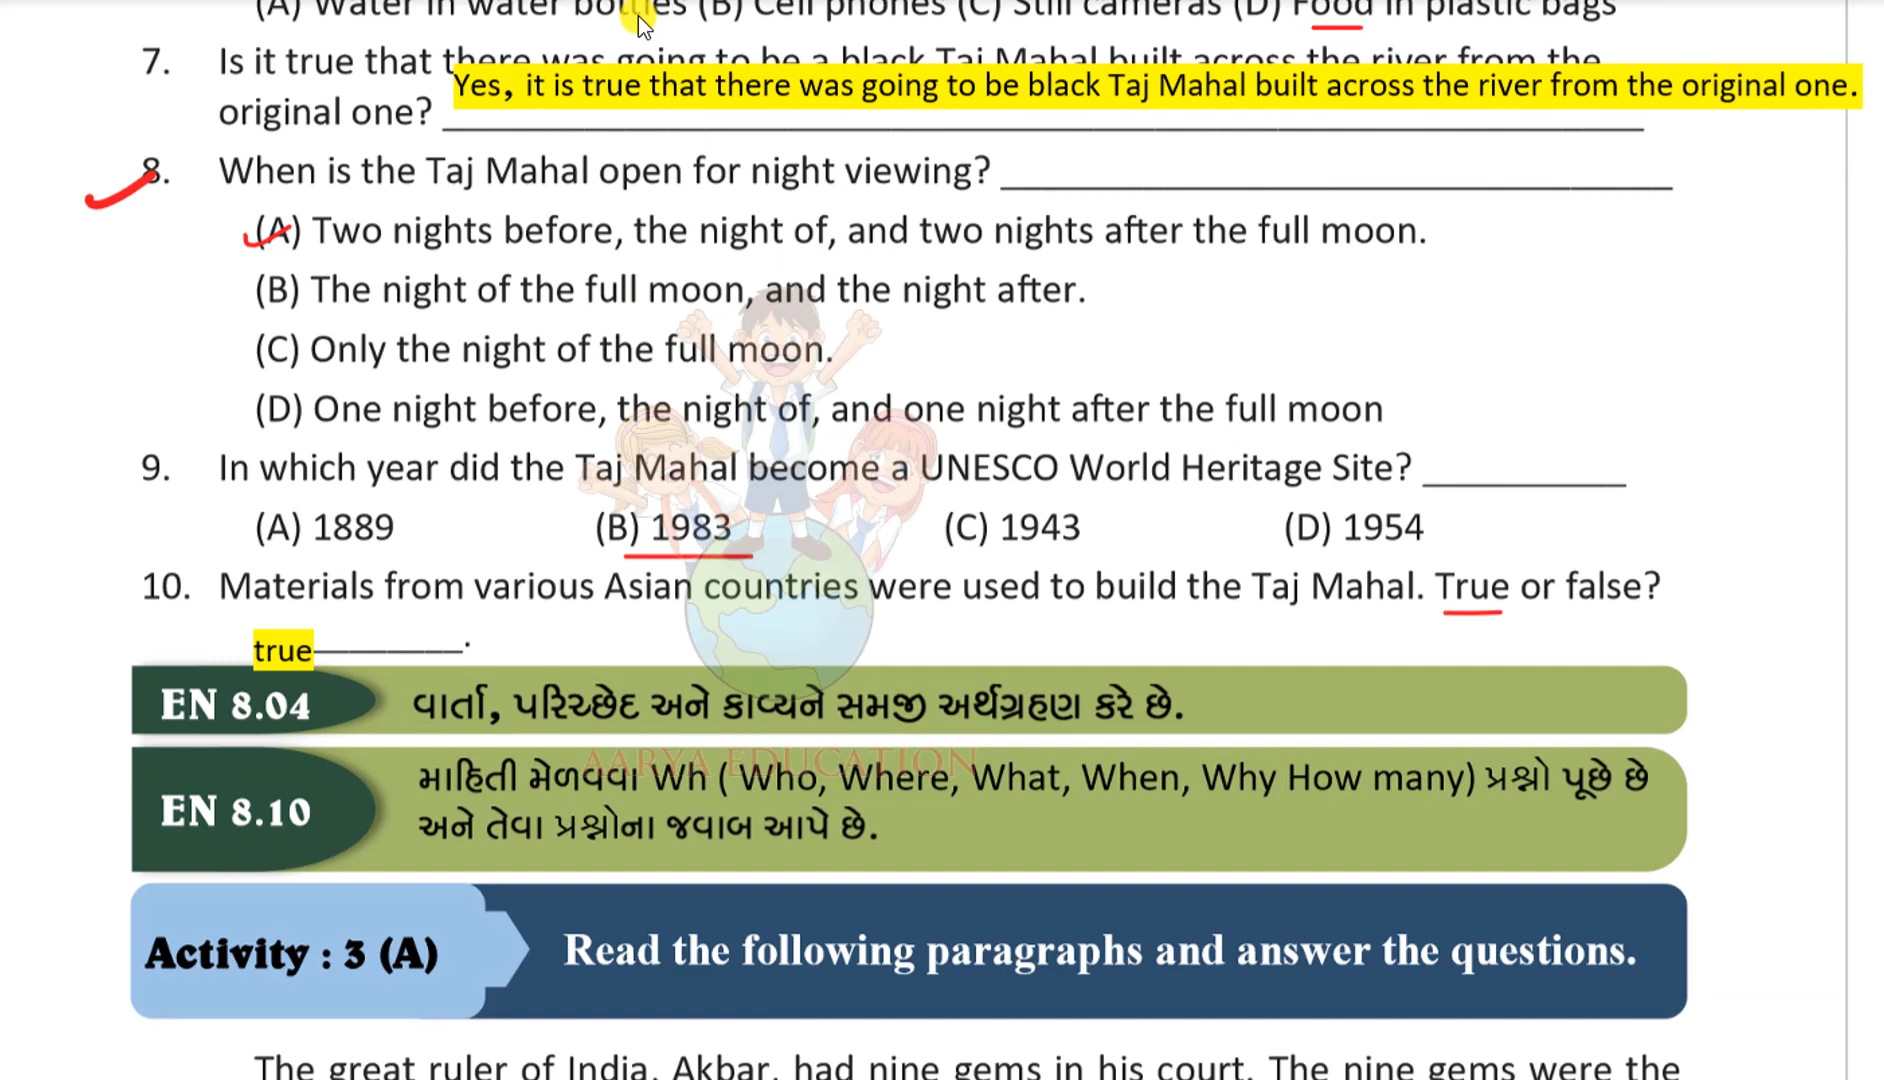 (A) Water in water bottles (B) Cell phones (C) Still cameras (D) Food in plastic bags
7. Is it true that there was going to be a black Taj Mahal built across the river from the
Yes, it is true that there was going to be black Taj Mahal built across the river from the original one.
original one?
8. When is the Taj Mahal open for night viewing?
(A) Two nights before, the night of, and two nights after the full moon.
(B) The night of the full moon, and the night after.
(C) Only the night of the full moon.
(D) One night before, the night of, and one night after the full moon
9. In which year did the Taj Mahal become a UNESCO World Heritage Site?
(A) 1889 (B) 1983 (C) 1943 (D) 1954
10. Materials from various Asian countries were used to build the Taj Mahal. True or false?
true .
EN 8.04 વાર્તા, પરિચ્છેદ અને કાવ્યને સમજી અર્થગ્રહણ કરે છે.
AARYA EDUCATION
EN 8.10 માહિતી મેળવવા Wh ( Who, Where, What, When, Why How many) પ્રશ્નો પૂછે છે
અને તેવા પ્રશ્નોના જવાબ આપે છે.
Activity : 3 (A) Read the following paragraphs and answer the questions.
The great ruler of India, Akbar, had nine gems in his court. The nine gems were the